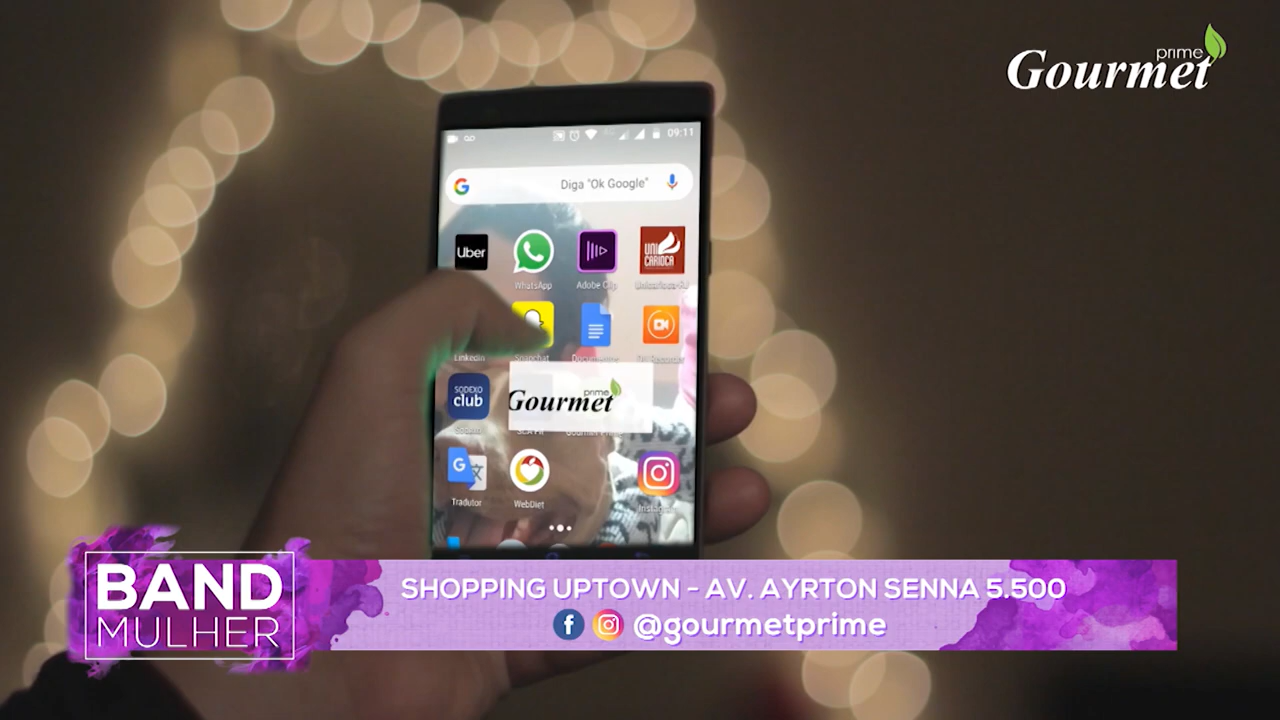 prime
Gourmet
4G
09:11
Diga "Ok Google"
Uber
UNI
CARIOCA
WhatsApp
Adobe Clip
Linkedin
Snapchat
SODEXO
club
prime
Gourmet
Tradutor
WebDiet
BAND
MULHER
SHOPPING UPTOWN - AV. AYRTON SENNA 5.500
@gourmetprime